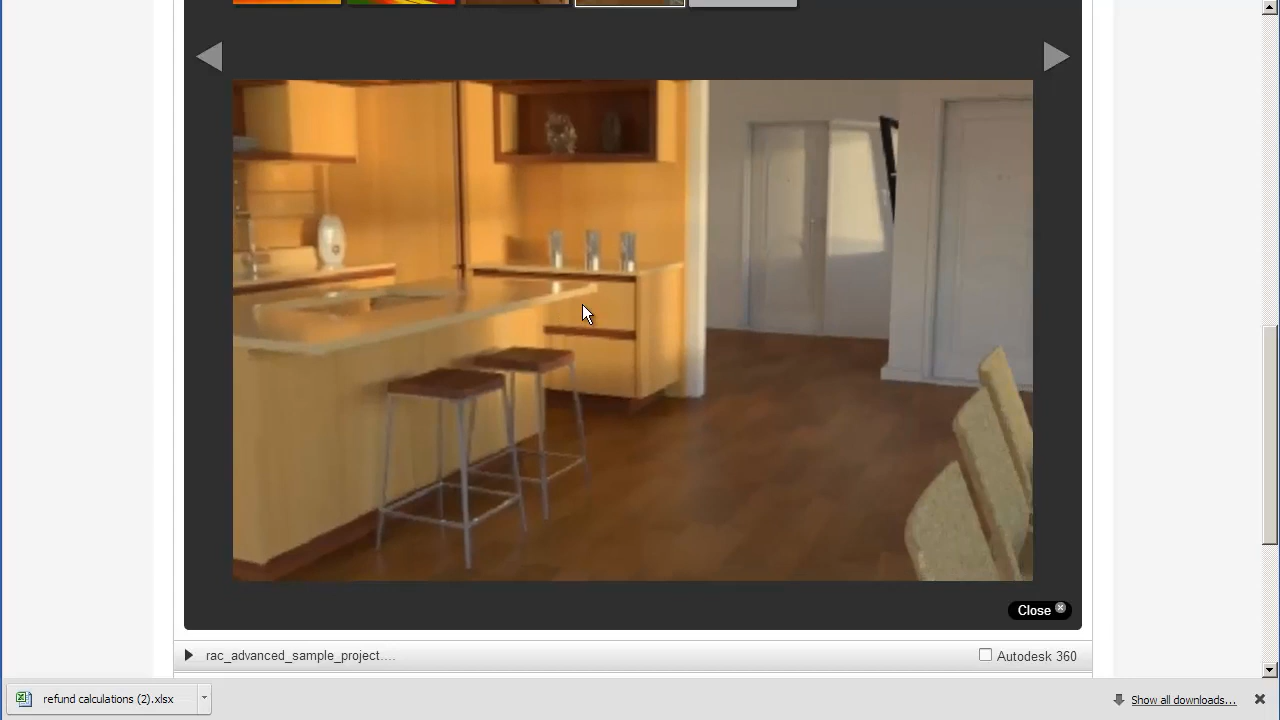 Close
rac_advanced_sample_project....
Autodesk 360
refund calculations (2).xlsx
Show all downloads...